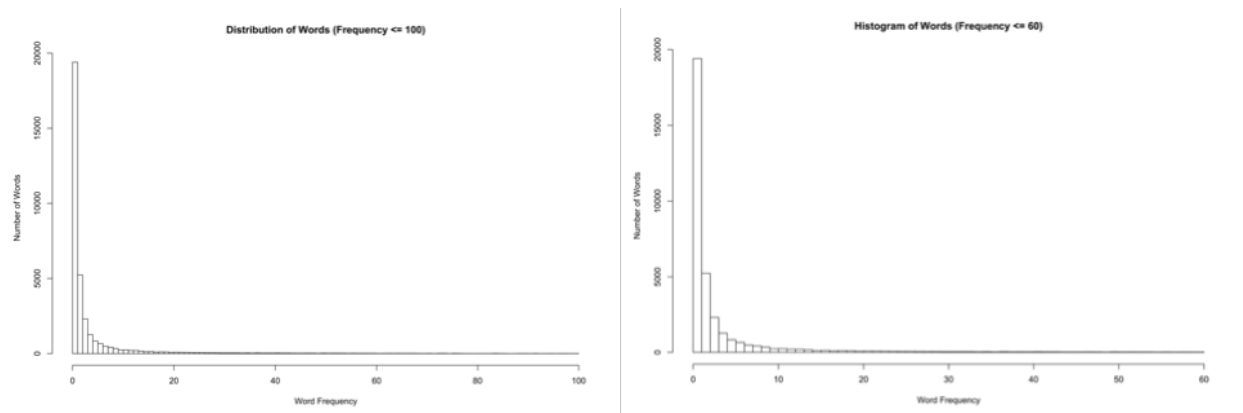 Distribution of Words (Frequency <= 100)
Number of Words
20000
15000
10000
5000
0
0 20 40 60 80 100
Word Frequency
Histogram of Words (Frequency <= 60)
Number of Words
20000
15000
10000
5000
0
0 10 20 30 40 50 60
Word Frequency